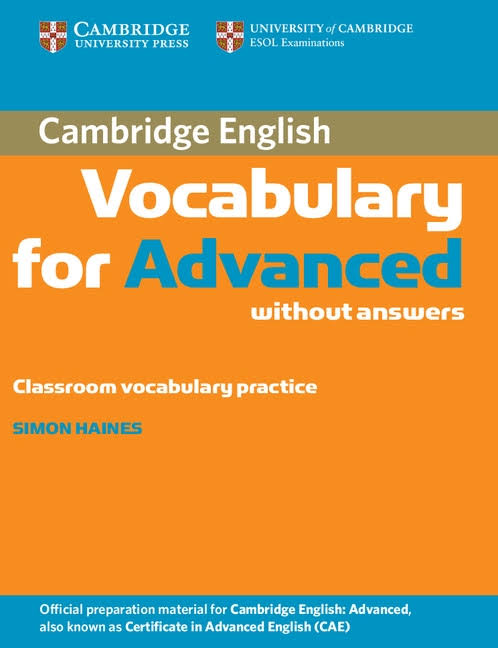 CAMBRIDGE
UNIVERSITY PRESS
UNIVERSITY of CAMBRIDGE
ESOL Examinations
Cambridge English
Vocabulary
for Advanced
without answers
Classroom vocabulary practice
SIMON HAINES
Official preparation material for Cambridge English: Advanced,
also known as Certificate in Advanced English (CAE)